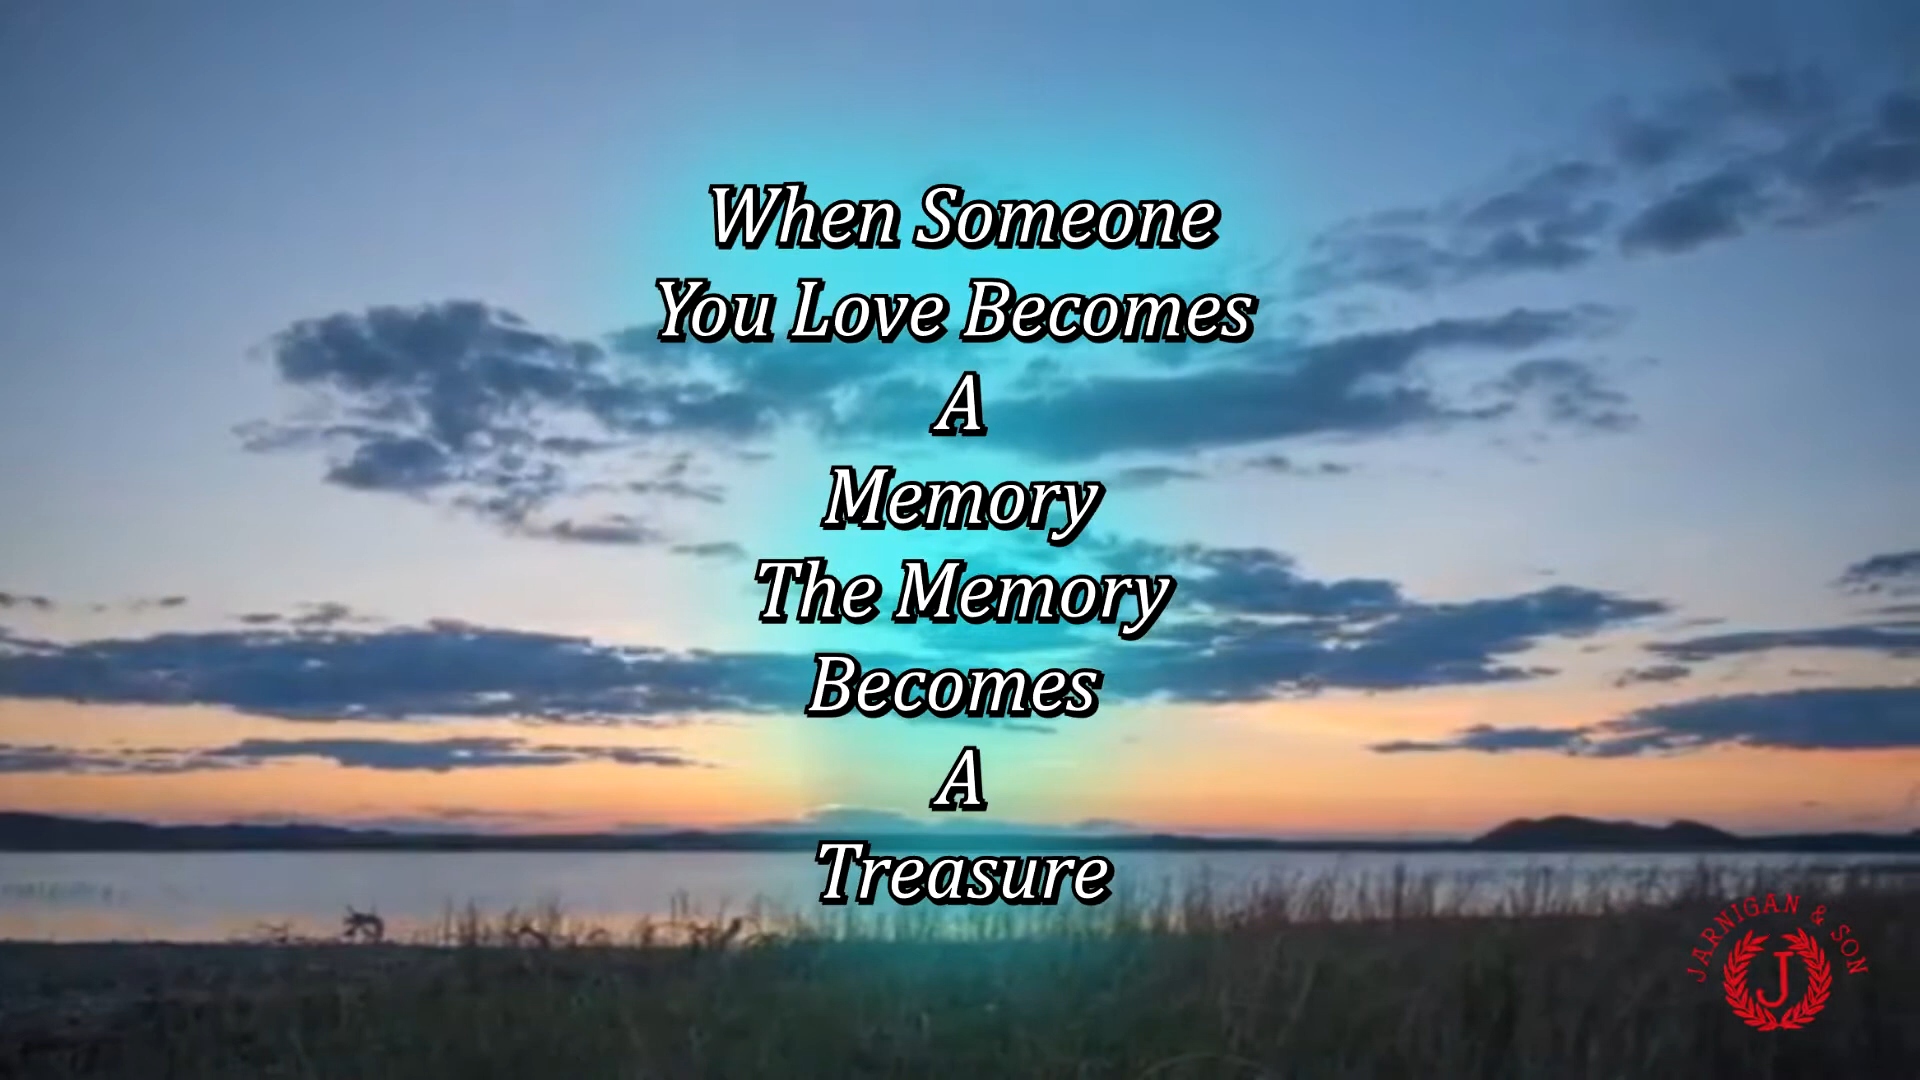 When Someone
You Love Becomes
A
Memory
The Memory
Becomes
A
Treasure
JARNIGAN & SON
J